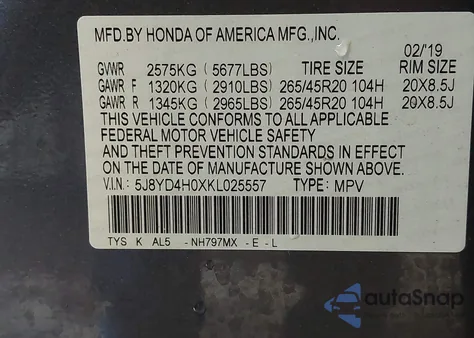 MFD.BY HONDA OF AMERICA MFG.,INC.
02/'19
GVWR 2575KG (5677LBS) TIRE SIZE RIM SIZE
GAWR F 1320KG (2910LBS) 265/45R20 104H 20X8.5J
GAWR R 1345KG (2965LBS) 265/45R20 104H 20X8.5J
THIS VEHICLE CONFORMS TO ALL APPLICABLE
FEDERAL MOTOR VEHICLE SAFETY
AND THEFT PREVENTION STANDARDS IN EFFECT
ON THE DATE OF MANUFACTURE SHOWN ABOVE.
V.I.N: 5J8YD4H0XKL025557 TYPE: MPV
TYS K AL5 -NH797MX -E-L
autoSnap